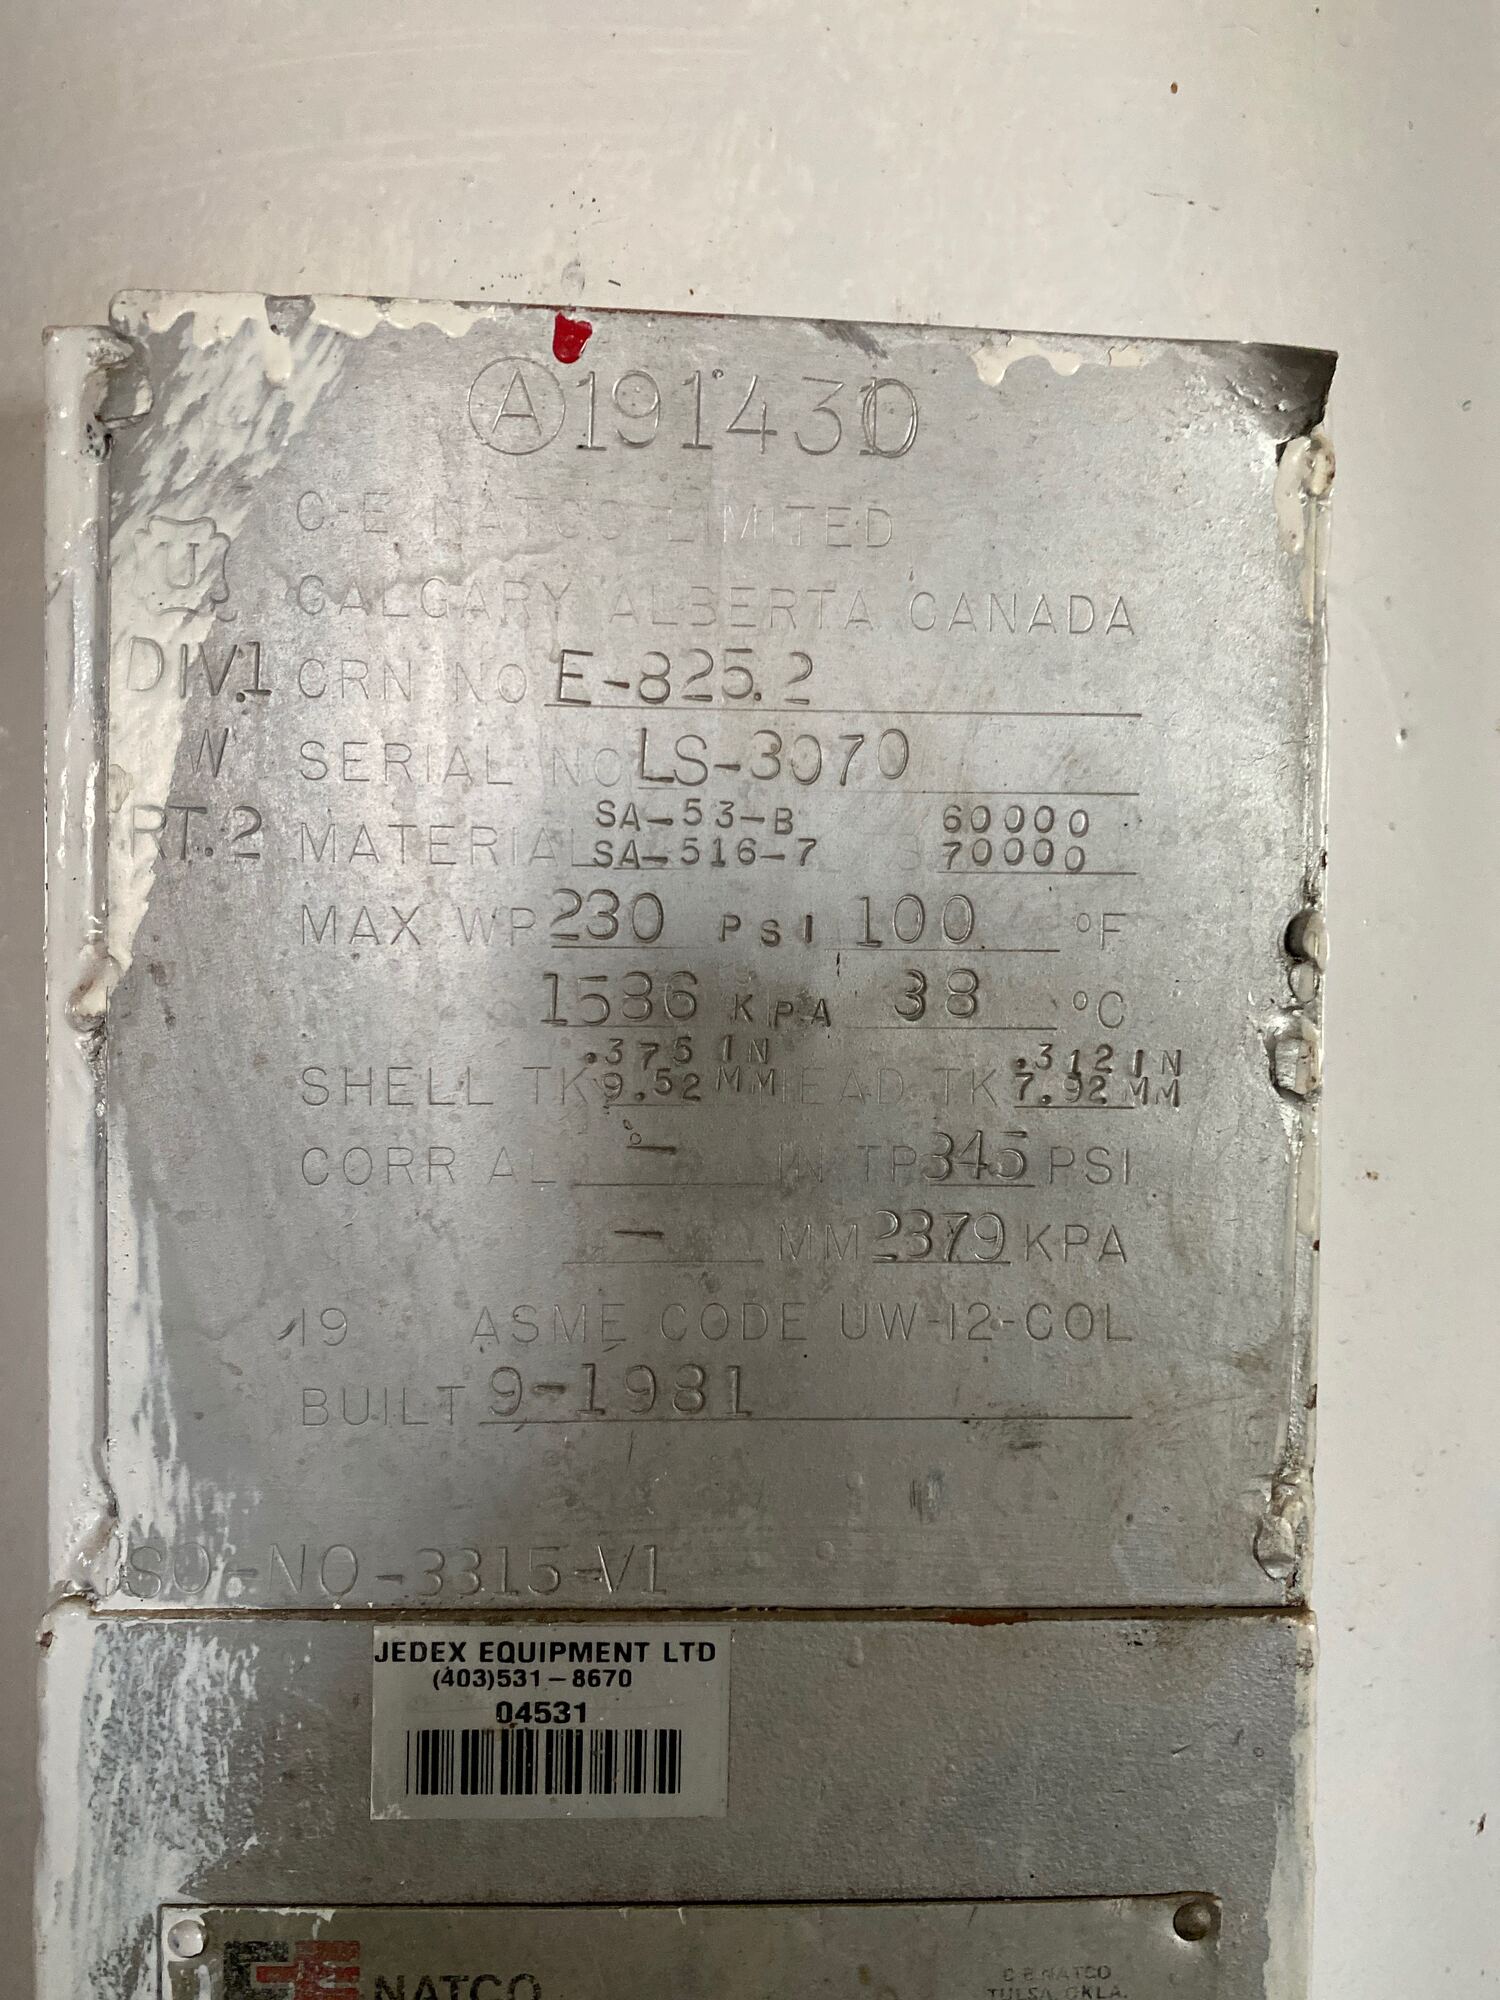 A 191430
C-E NATCO LIMITED
U
CALGARY ALBERTA CANADA
DIV.1 CRN NO E-825.2
W SERIAL NO LS-3070
SA-53-B 60000
RT.2 MATERIAL SA-516-7 70000
MAX WP 230 PSI 100 °F
1586 KPA 38 °C
.375 IN .312 IN
SHELL TK 9.52 MM HEAD TK 7.92 MM
CORR AL - IN TP 345 PSI
- MM 2379 KPA
19 ASME CODE UW-12-COL
BUILT 9-1981
SO-NO-3315-V1
JEDEX EQUIPMENT LTD
(403)531-8670
04531
CE NATCO
C E NATCO
TULSA, OKLA.